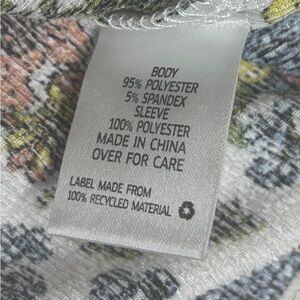 BODY
95% POLYESTER
5% SPANDEX
SLEEVE
100% POLYESTER
MADE IN CHINA
OVER FOR CARE
LABEL MADE FROM
100% RECYCLED MATERIAL